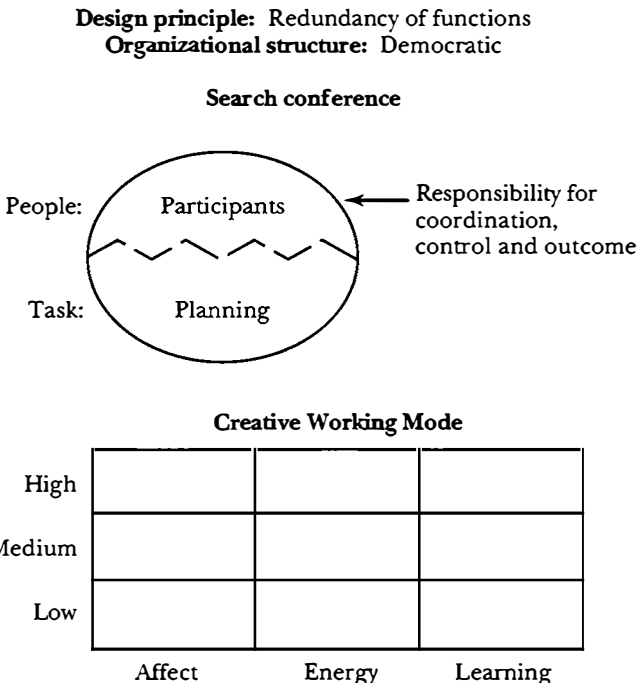 Design principle: Redundancy of functions
Organizational structure: Democratic
Search conference
People:
Participants
Responsibility for
coordination,
control and outcome
Task:
Planning
Creative Working Mode
High
Medium
Low
Affect
Energy
Learning